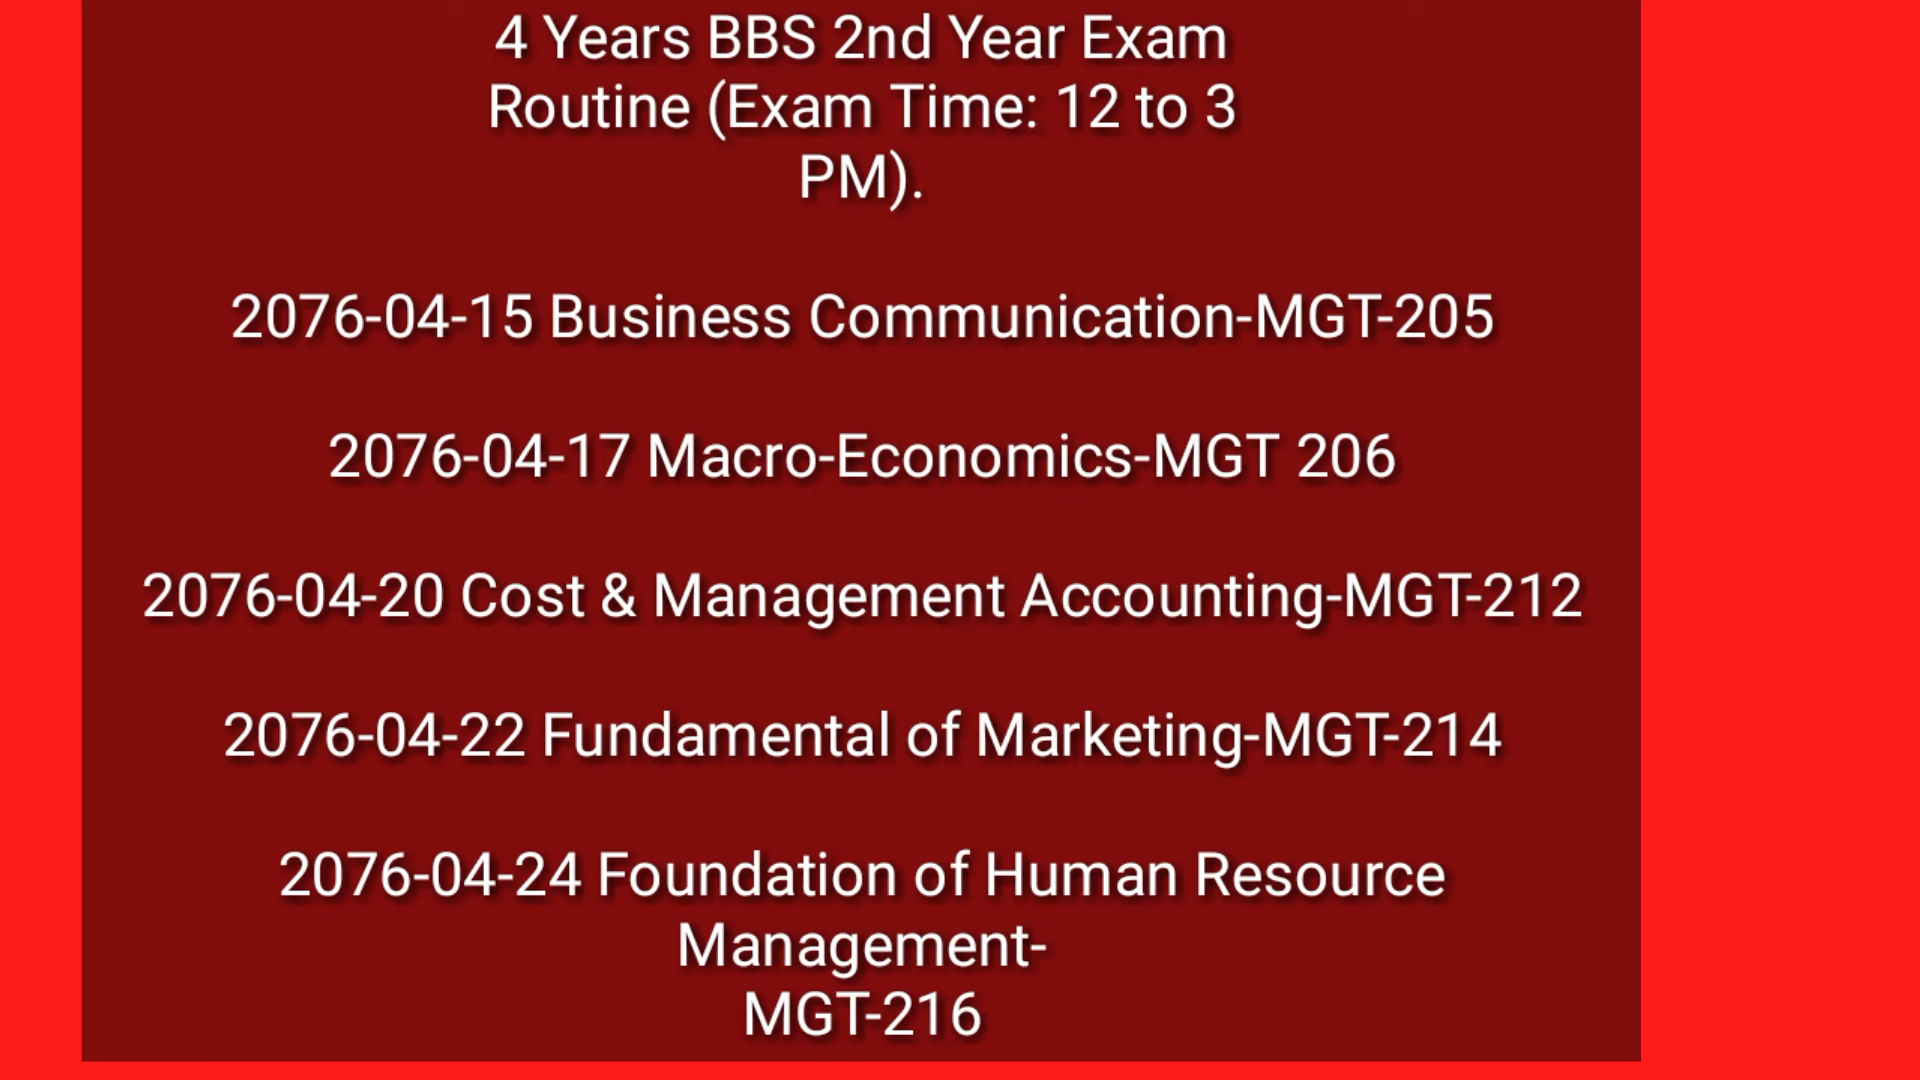 4 Years BBS 2nd Year Exam
Routine (Exam Time: 12 to 3
PM).
2076-04-15 Business Communication-MGT-205
2076-04-17 Macro-Economics-MGT 206
2076-04-20 Cost & Management Accounting-MGT-212
2076-04-22 Fundamental of Marketing-MGT-214
2076-04-24 Foundation of Human Resource
Management-
MGT-216